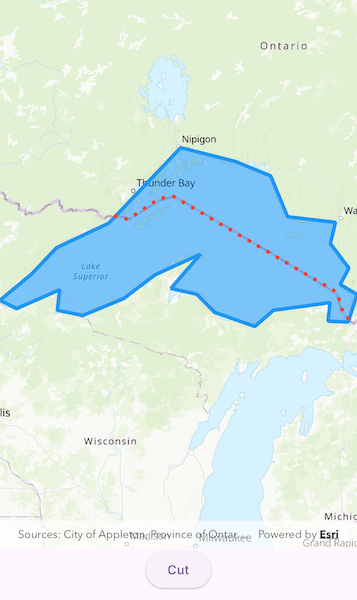 Ontario
Nipigon
Thunder Bay
Wa
Lake
Superior
lis
Wisconsin
Michig
Sources: City of Appleton, Province of Ontar... Powered by Esri
Madison
Milwaukee
Grand Rapid
Cut